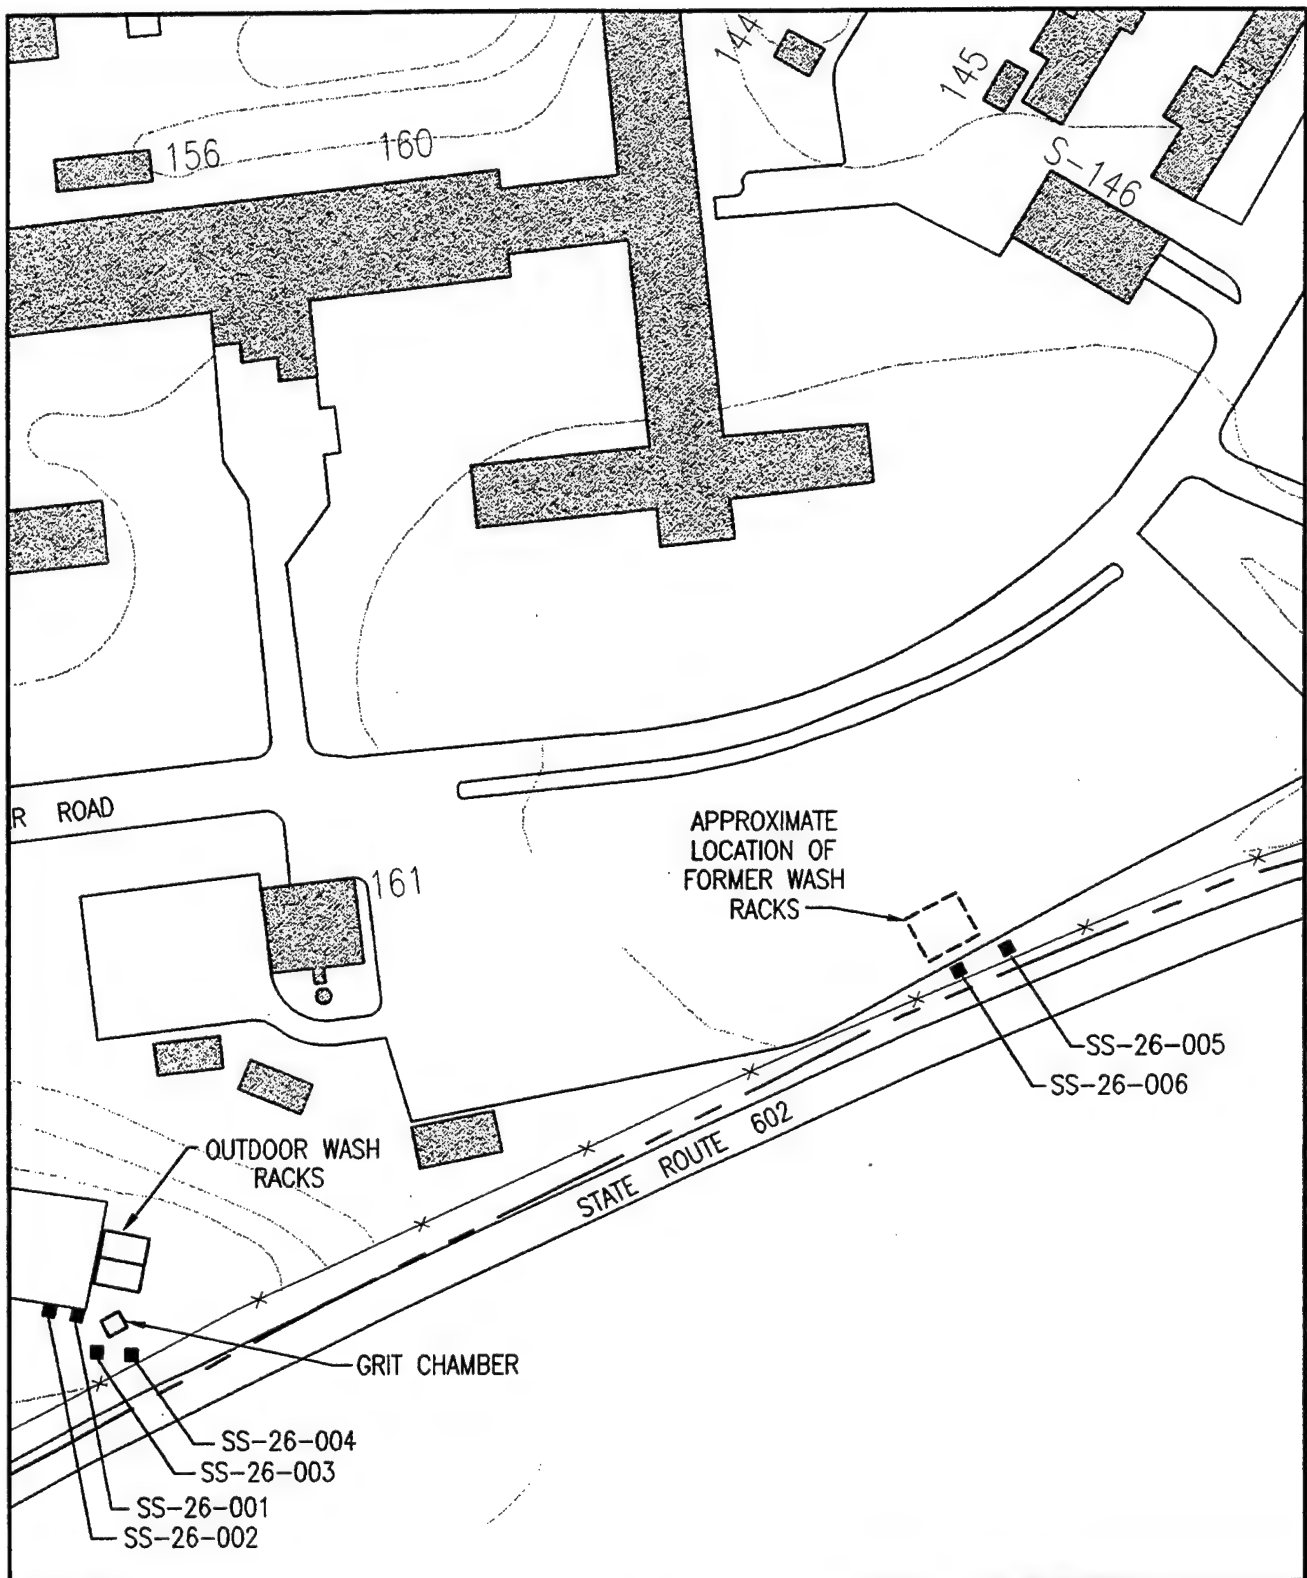 144
145
156
160
S-146
R ROAD
APPROXIMATE
LOCATION OF
FORMER WASH
RACKS
161
SS-26-005
SS-26-006
STATE ROUTE 602
OUTDOOR WASH
RACKS
GRIT CHAMBER
SS-26-004
SS-26-003
SS-26-001
SS-26-002